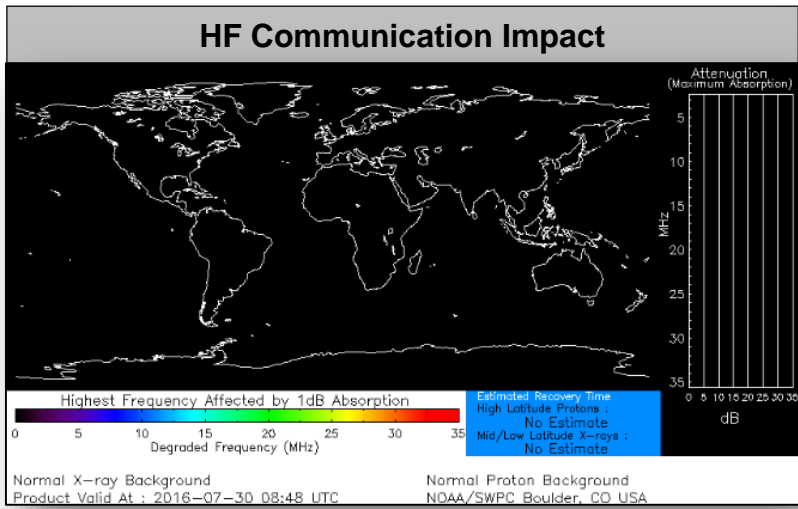 HF Communication Impact
Attenuation
(Maximum Absorption)
5
10
15
20
25
30
35
MHz
0 5 10 15 20 25 30 35
dB
Highest Frequency Affected by 1dB Absorption
0 5 10 15 20 25 30 35
Degraded Frequency (MHz)
Estimated Recovery Time
High Latitude Protons :
No Estimate
Mid/Low Latitude X-rays :
No Estimate
Normal X-ray Background
Product Valid At : 2016-07-30 08:48 UTC
Normal Proton Background
NOAA/SWPC Boulder, CO USA